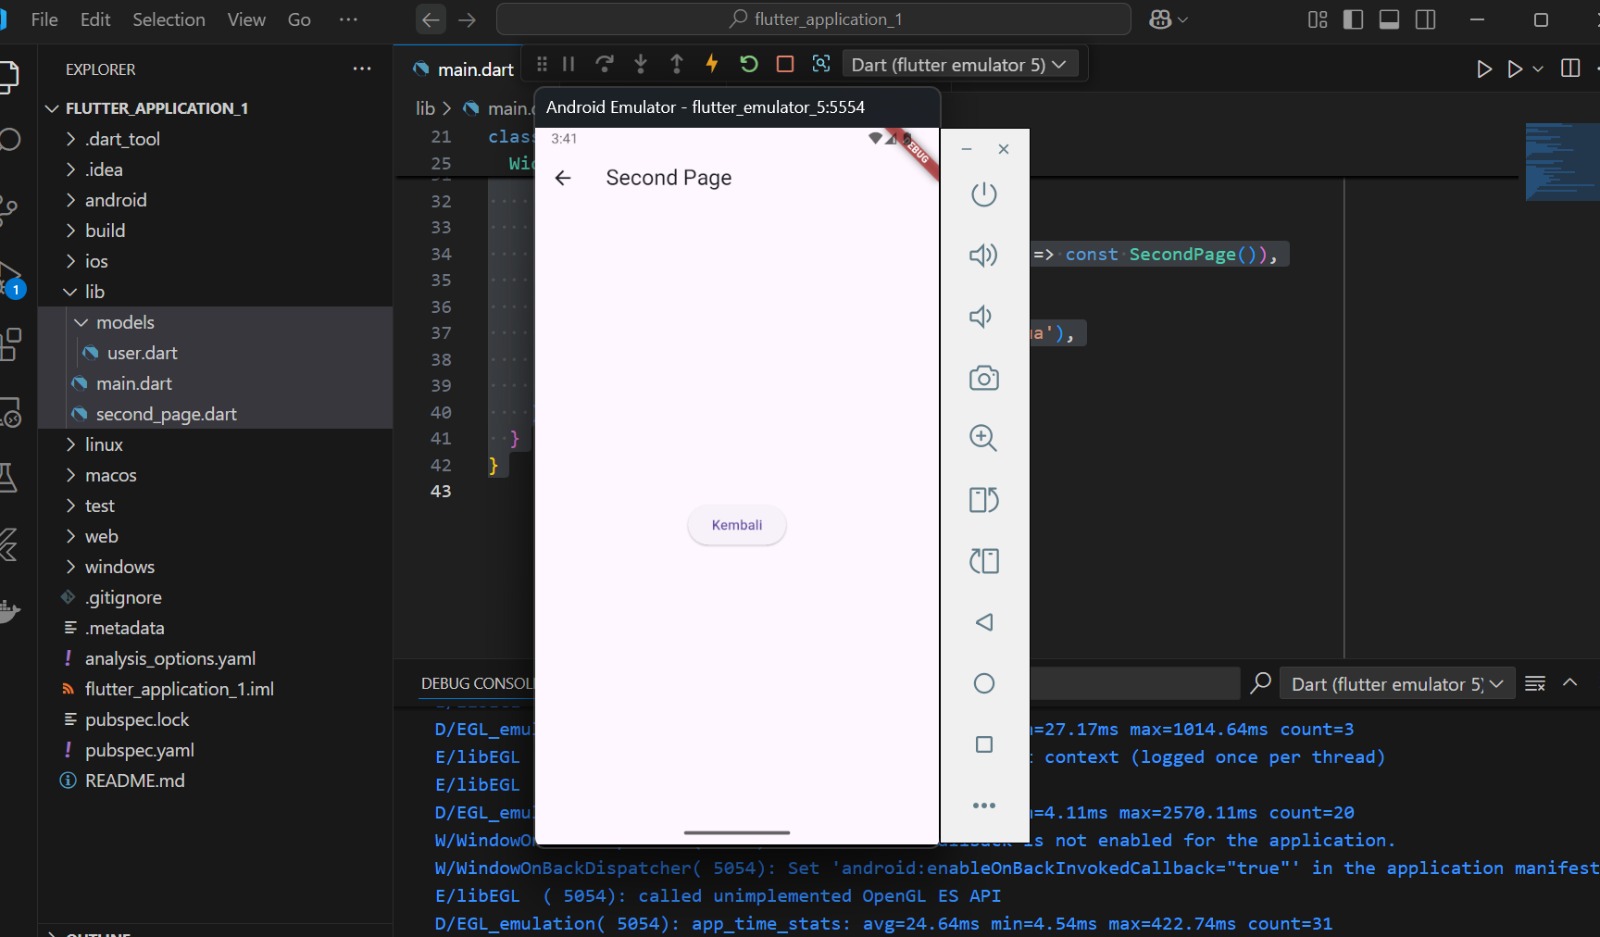 File Edit Selection View Go ···
flutter_application_1
EXPLORER
main.dart
Dart (flutter emulator 5)
FLUTTER_APPLICATION_1
.dart_tool
.idea
android
build
ios
lib
models
user.dart
main.dart
second_page.dart
linux
macos
test
web
windows
.gitignore
.metadata
analysis_options.yaml
flutter_application_1.iml
pubspec.lock
pubspec.yaml
README.md
1
lib > main.
21 clas
25 Wid
32
33
34 => const SecondPage()),
35
36
37 '),
38
39
40
41 }
42 }
43
Android Emulator - flutter_emulator_5:5554
3:41
Second Page
Kembali
DEBUG CONSOL
Dart (flutter emulator 5)
D/EGL_emu =27.17ms max=1014.64ms count=3
E/libEGL context (logged once per thread)
E/libEGL
D/EGL_emu =4.11ms max=2570.11ms count=20
W/WindowOn is not enabled for the application.
W/WindowOnBackDispatcher( 5054): Set 'android:enableOnBackInvokedCallback="true"' in the application manifest
E/libEGL ( 5054): called unimplemented OpenGL ES API
D/EGL_emulation( 5054): app_time_stats: avg=24.64ms min=4.54ms max=422.74ms count=31